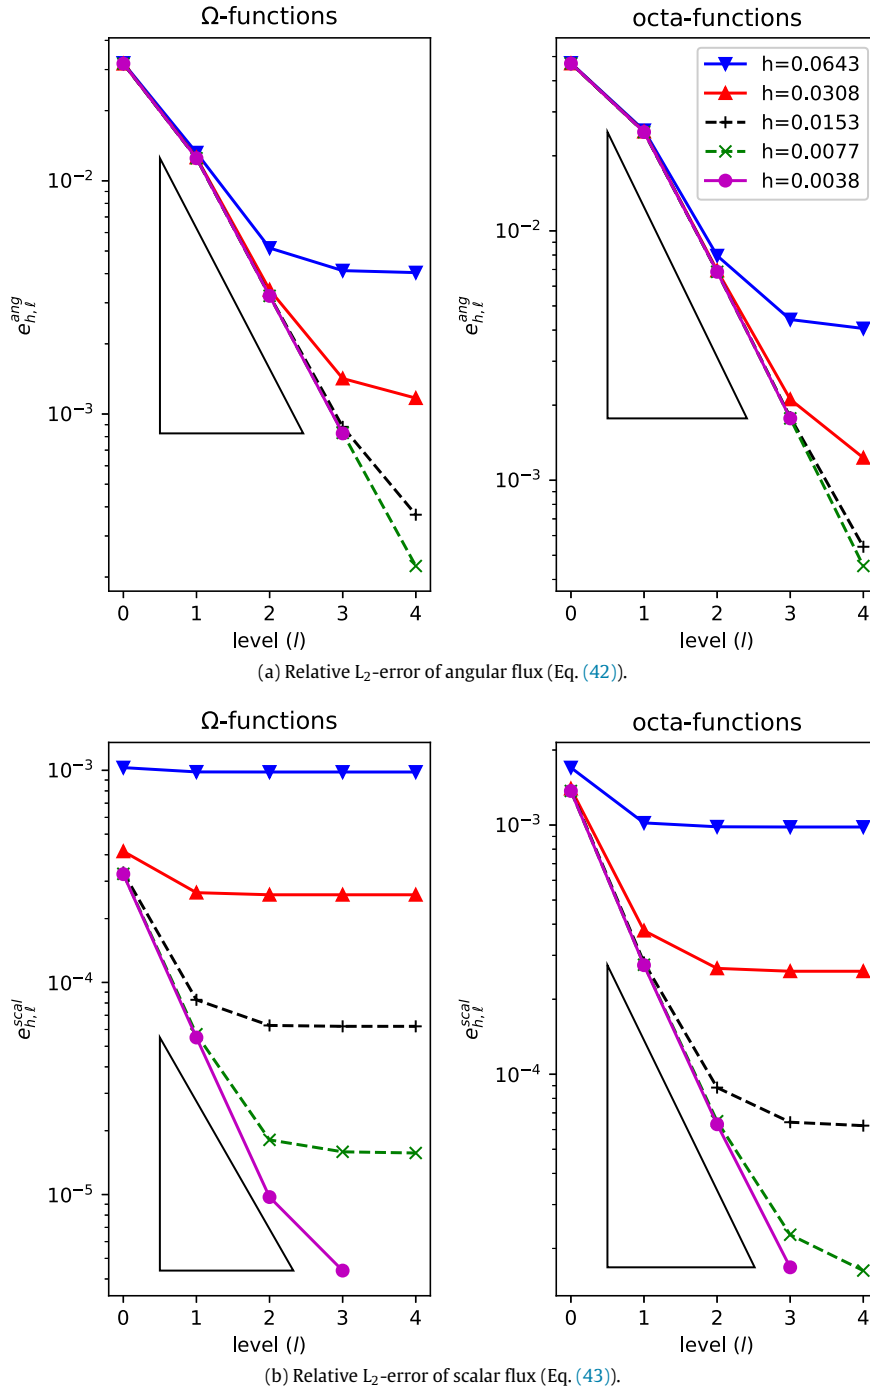 Ω-functions
octa-functions
10⁻²
10⁻³
e_{h,ℓ}^{ang}
0 1 2 3 4
level (l)
10⁻²
10⁻³
e_{h,ℓ}^{ang}
h=0.0643
h=0.0308
h=0.0153
h=0.0077
h=0.0038
0 1 2 3 4
level (l)
(a) Relative L₂-error of angular flux (Eq. (42)).
Ω-functions
octa-functions
10⁻³
10⁻⁴
10⁻⁵
e_{h,ℓ}^{scal}
0 1 2 3 4
level (l)
10⁻³
10⁻⁴
e_{h,ℓ}^{scal}
0 1 2 3 4
level (l)
(b) Relative L₂-error of scalar flux (Eq. (43)).